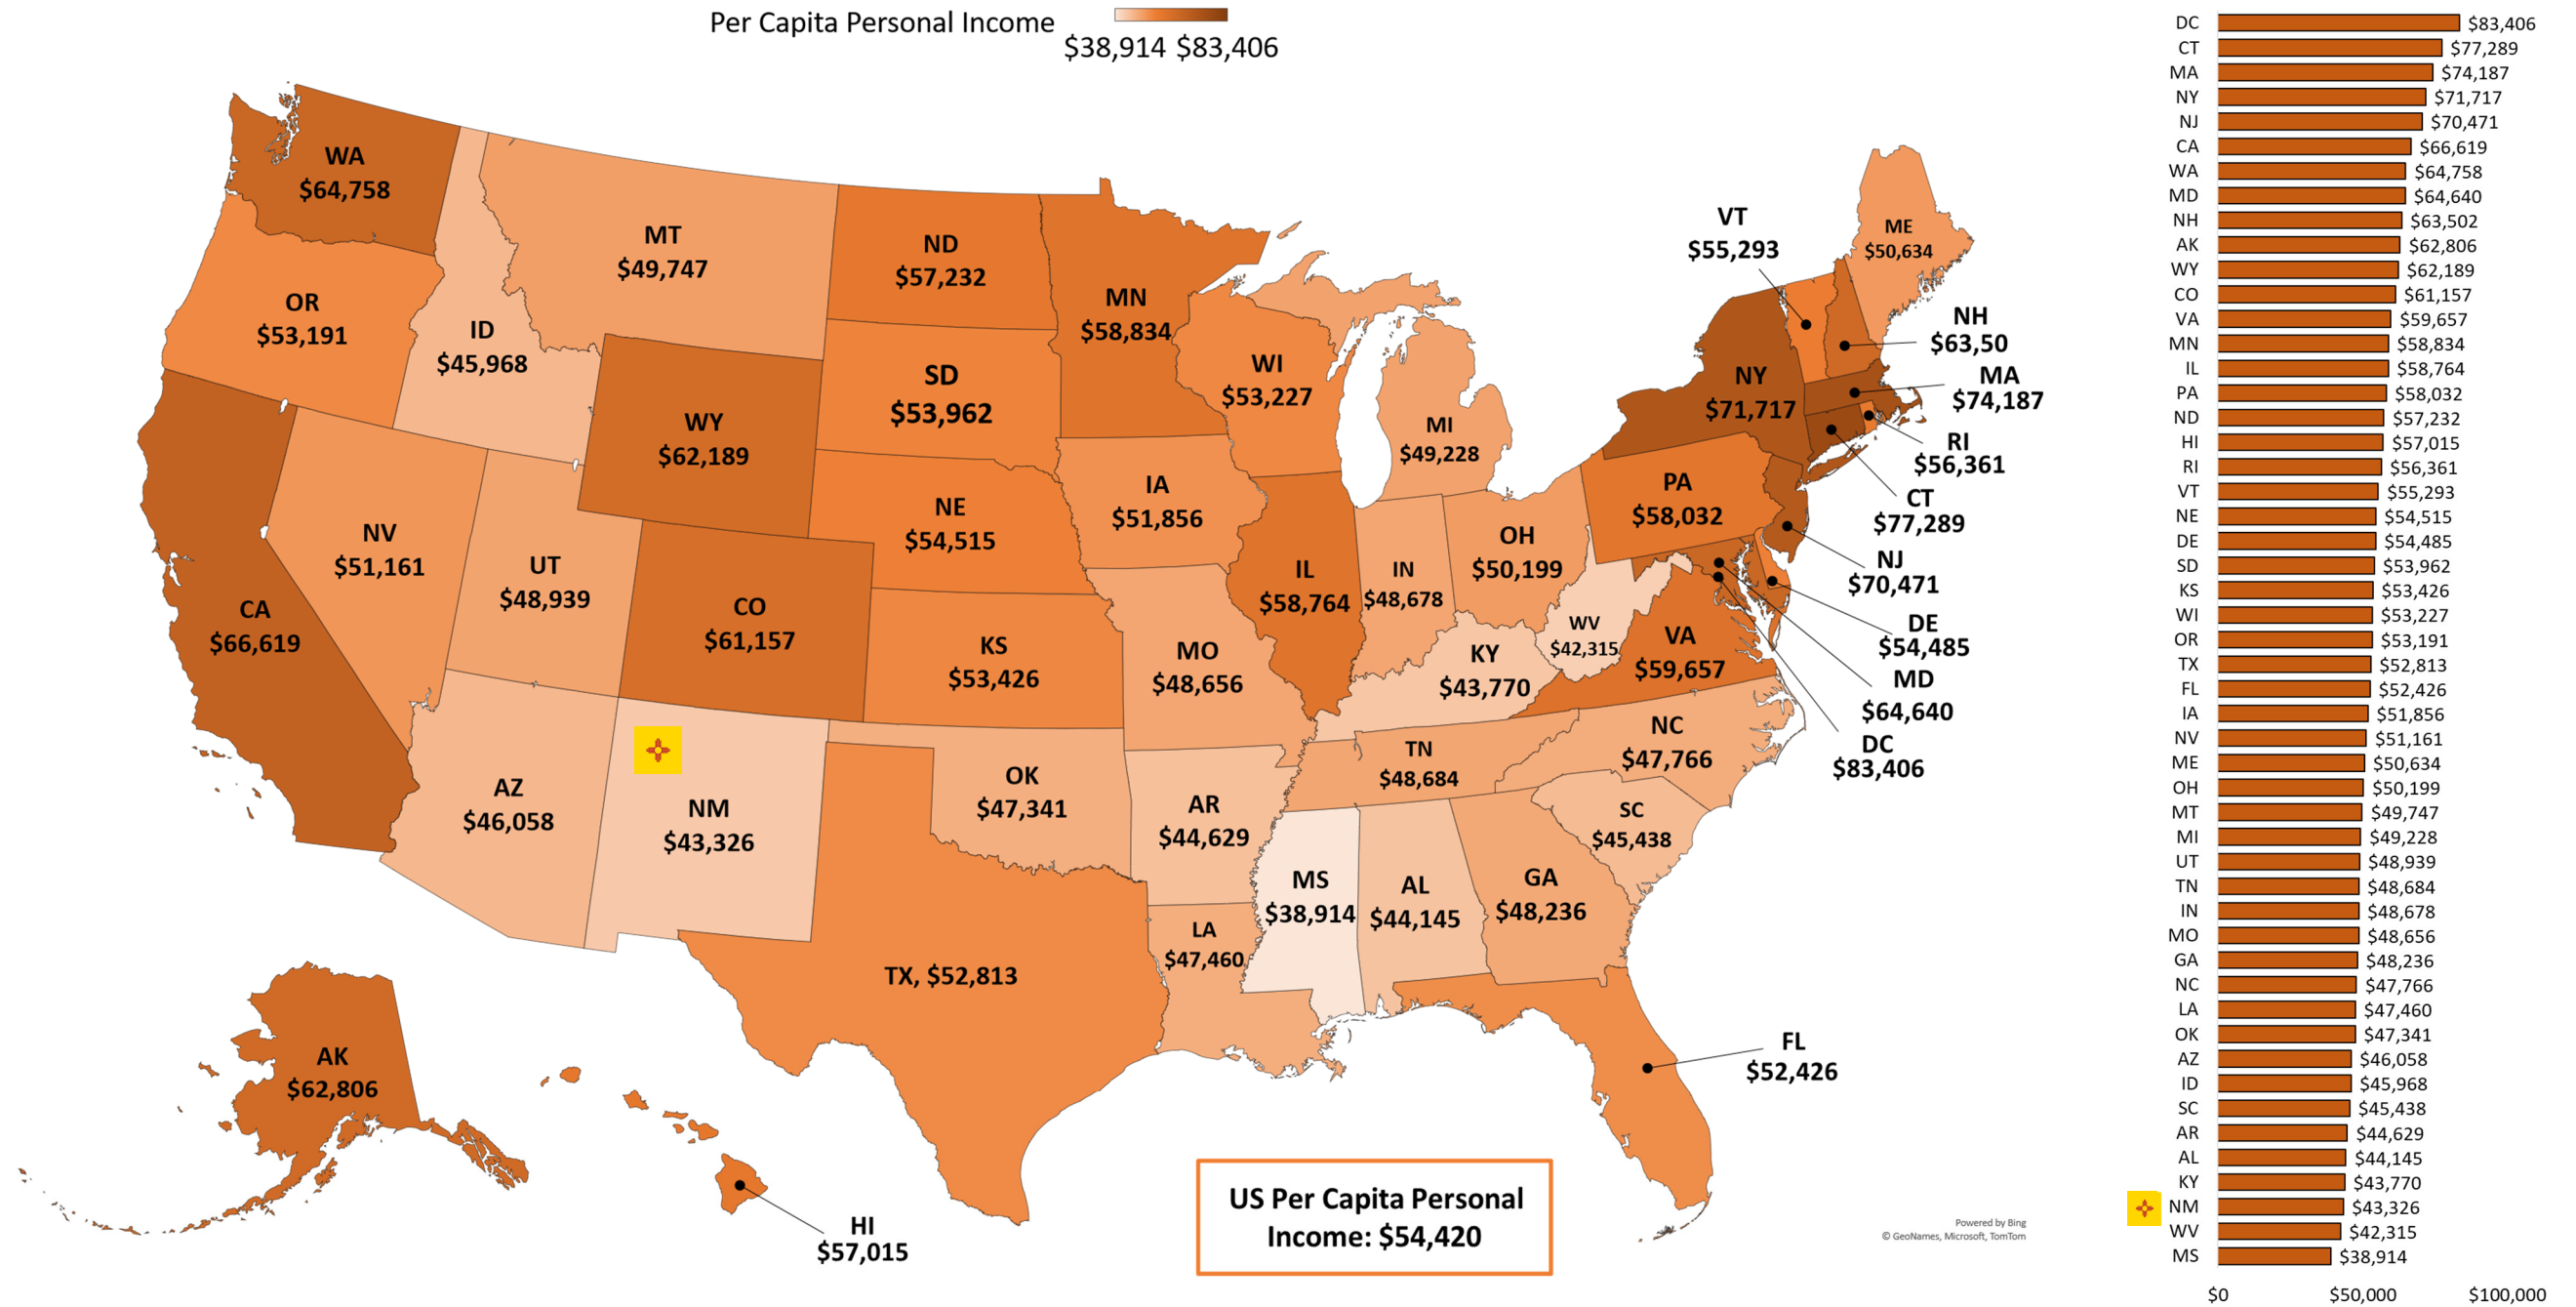 Per Capita Personal Income
$38,914 $83,406
WA
$64,758
OR
$53,191
CA
$66,619
ID
$45,968
NV
$51,161
MT
$49,747
WY
$62,189
UT
$48,939
CO
$61,157
AZ
$46,058
NM
$43,326
ND
$57,232
SD
$53,962
NE
$54,515
KS
$53,426
OK
$47,341
TX, $52,813
MN
$58,834
IA
$51,856
MO
$48,656
AR
$44,629
LA
$47,460
WI
$53,227
IL
$58,764
MI
$49,228
IN
$48,678
OH
$50,199
KY
$43,770
TN
$48,684
MS
$38,914
AL
$44,145
GA
$48,236
WV
$42,315
VA
$59,657
NC
$47,766
SC
$45,438
PA
$58,032
NY
$71,717
VT
$55,293
ME
$50,634
NH
$63,50
MA
$74,187
RI
$56,361
CT
$77,289
NJ
$70,471
DE
$54,485
MD
$64,640
DC
$83,406
FL
$52,426
AK
$62,806
HI
$57,015
US Per Capita Personal
Income: $54,420
Powered by Bing
© GeoNames, Microsoft, TomTom
DC $83,406
CT $77,289
MA $74,187
NY $71,717
NJ $70,471
CA $66,619
WA $64,758
MD $64,640
NH $63,502
AK $62,806
WY $62,189
CO $61,157
VA $59,657
MN $58,834
IL $58,764
PA $58,032
ND $57,232
HI $57,015
RI $56,361
VT $55,293
NE $54,515
DE $54,485
SD $53,962
KS $53,426
WI $53,227
OR $53,191
TX $52,813
FL $52,426
IA $51,856
NV $51,161
ME $50,634
OH $50,199
MT $49,747
MI $49,228
UT $48,939
TN $48,684
IN $48,678
MO $48,656
GA $48,236
NC $47,766
LA $47,460
OK $47,341
AZ $46,058
ID $45,968
SC $45,438
AR $44,629
AL $44,145
KY $43,770
NM $43,326
WV $42,315
MS $38,914
$0 $50,000 $100,000